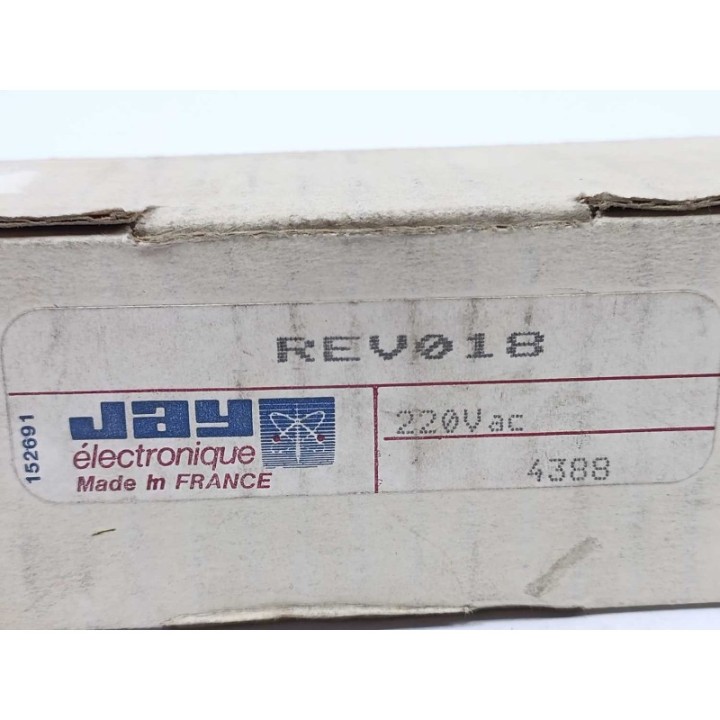 REV018
Jay
électronique
Made In FRANCE
220Vac
4388
152691